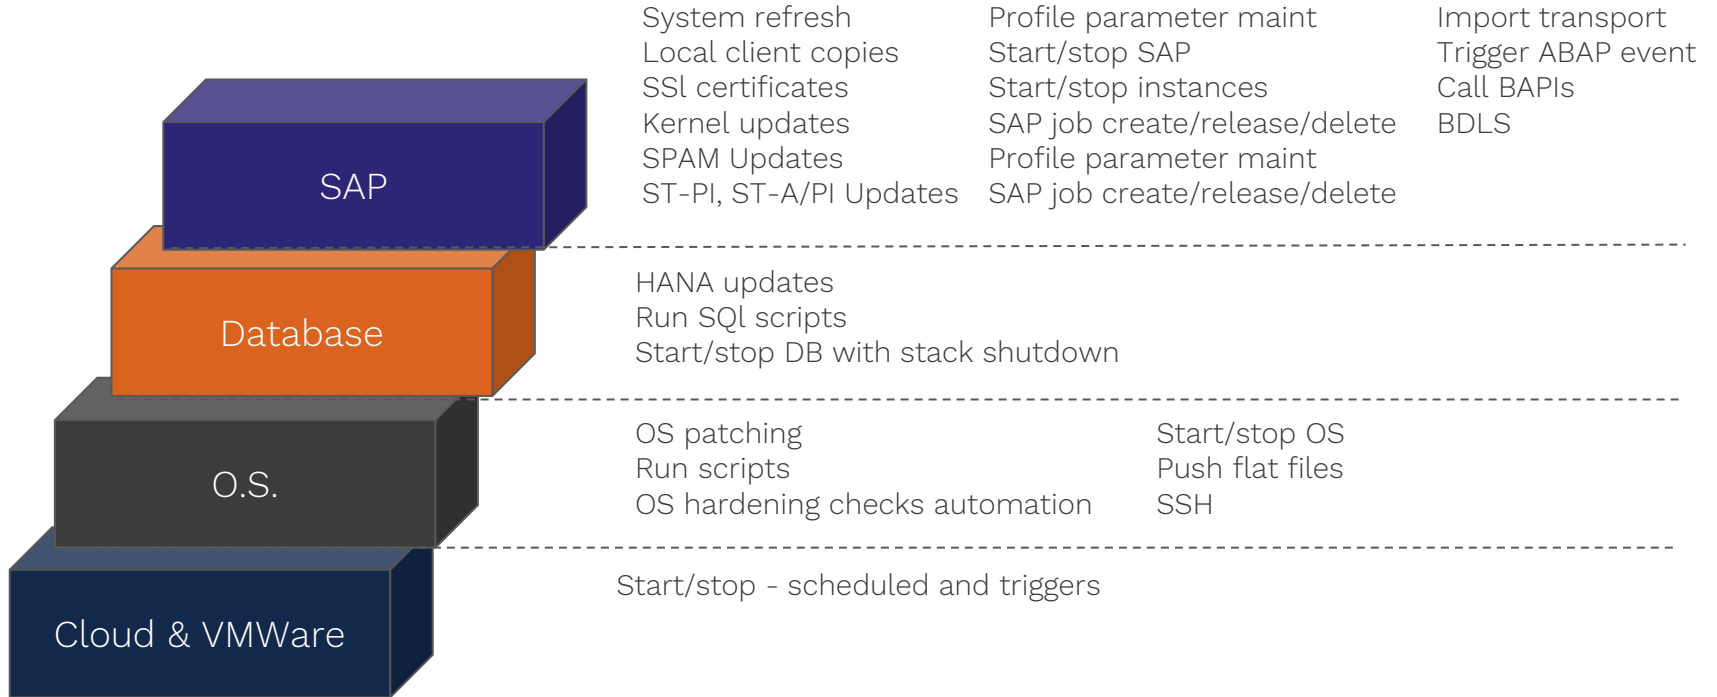 System refresh
Local client copies
SSl certificates
Kernel updates
SPAM Updates
ST-PI, ST-A/PI Updates
Profile parameter maint
Start/stop SAP
Start/stop instances
SAP job create/release/delete
Profile parameter maint
SAP job create/release/delete
Import transport
Trigger ABAP event
Call BAPIs
BDLS
SAP
HANA updates
Run SQl scripts
Start/stop DB with stack shutdown
Database
OS patching
Run scripts
OS hardening checks automation
Start/stop OS
Push flat files
SSH
O.S.
Start/stop - scheduled and triggers
Cloud & VMWare